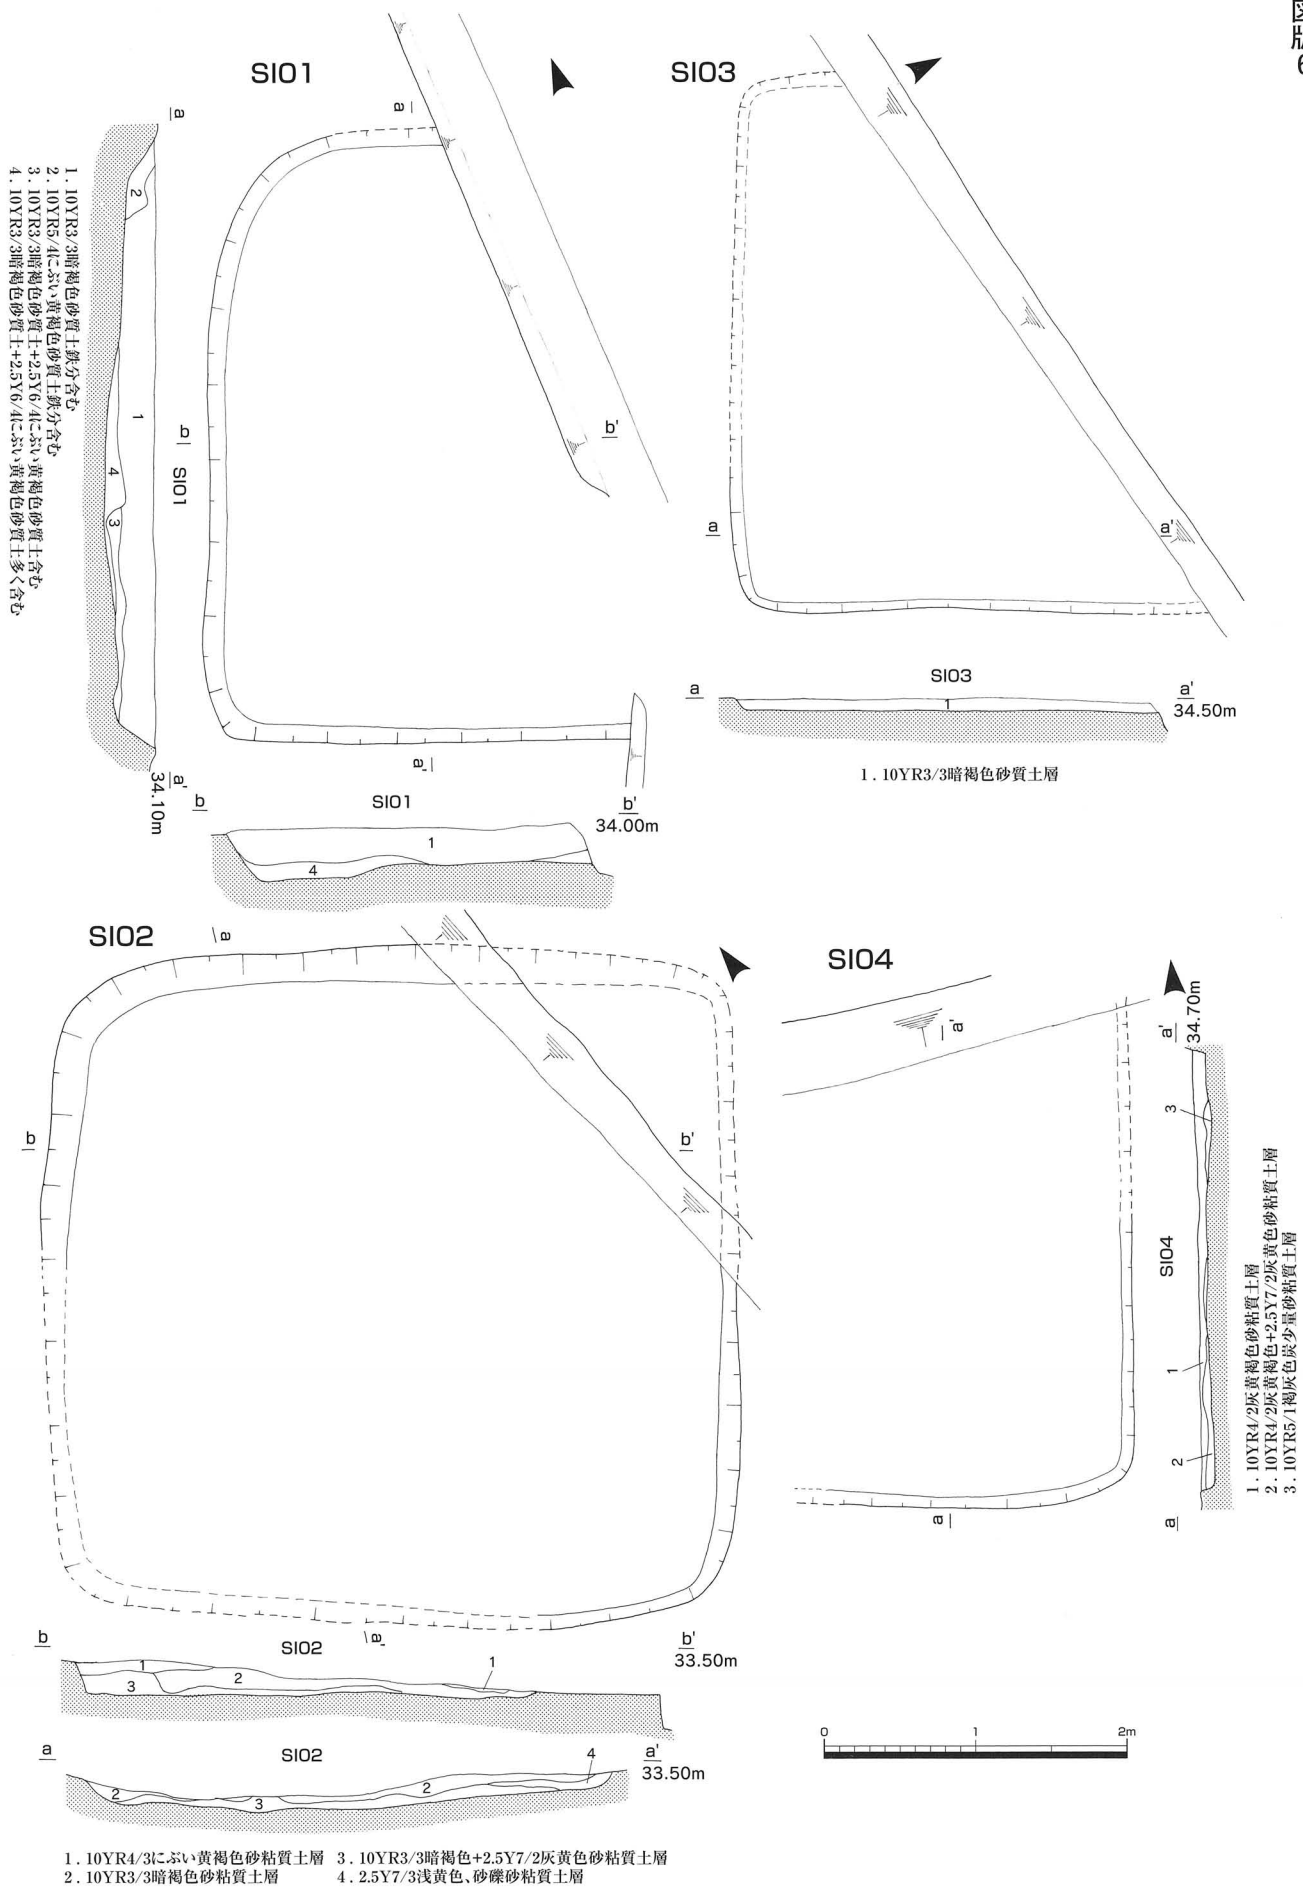 図版6
SI01
a
a
1. 10YR3/3暗褐色砂質土鉄分含む
2. 10YR5/4にぶい黄褐色砂質土鉄分含む
3. 10YR3/3暗褐色砂質土+2.5Y6/4にぶい黄褐色砂質土含む
4. 10YR3/3暗褐色砂質土+2.5Y6/4にぶい黄褐色砂質土多く含む
2
1
4
3
b
SI01
b'
a'
34.10m
a'
b
SI01
b'
34.00m
1
4
SI03
a
a'
SI03
a
a'
34.50m
1
1. 10YR3/3暗褐色砂質土層
SI02
a
b
b'
a'
b
SI02
b'
33.50m
1
2
3
1
a
SI02
a'
33.50m
2
3
2
4
1. 10YR4/3にぶい黄褐色砂粘質土層
2. 10YR3/3暗褐色砂粘質土層
3. 10YR3/3暗褐色+2.5Y7/2灰黄色砂粘質土層
4. 2.5Y7/3浅黄色、砂礫砂粘質土層
SI04
a'
a
a'
34.70m
3
SI04
1
2
a
1. 10YR4/2灰黄褐色砂粘質土層
2. 10YR4/2灰黄褐色+2.5Y7/2灰黄色砂粘質土層
3. 10YR5/1褐灰色炭少量砂粘質土層
0 1 2m